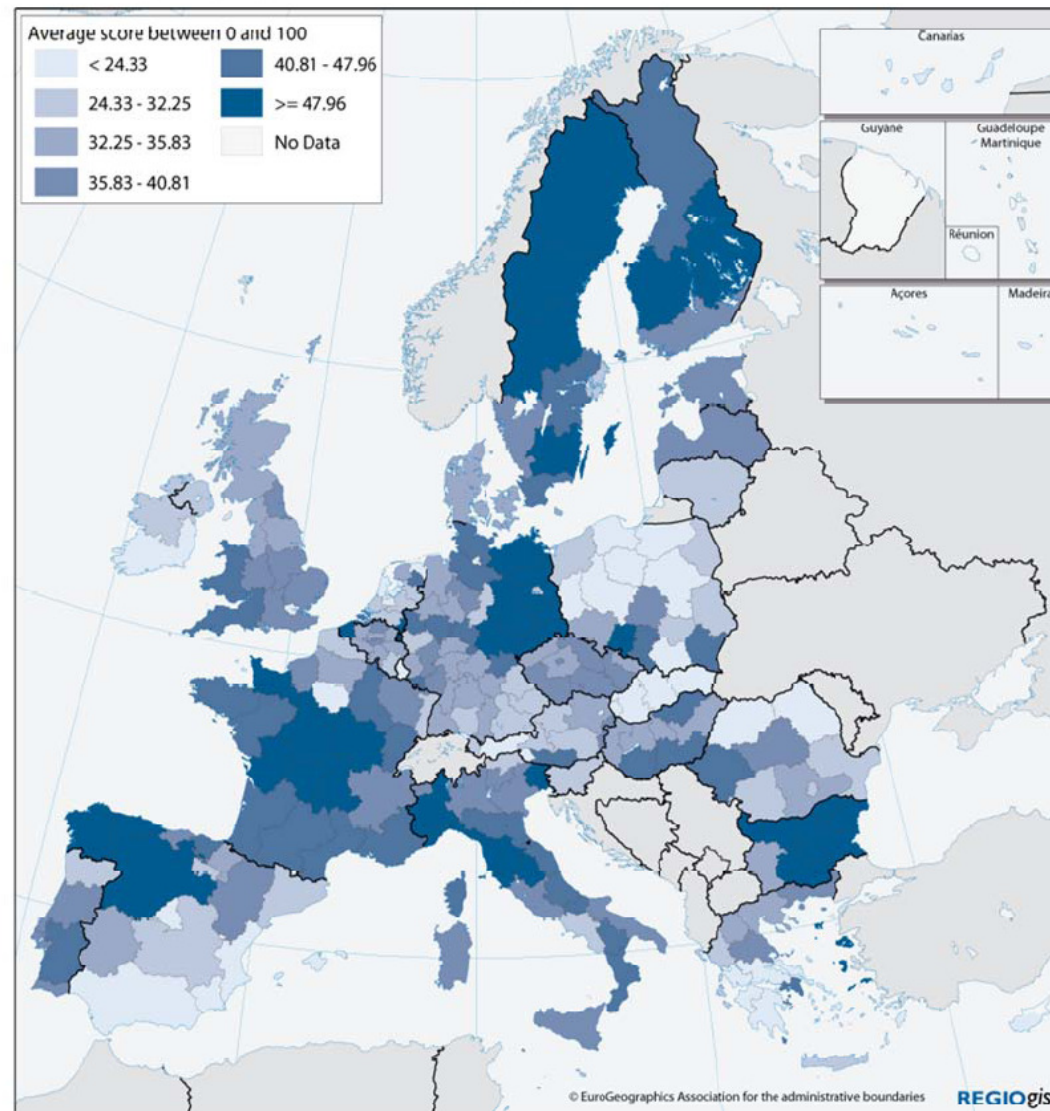 Average score between 0 and 100
< 24.33
24.33 - 32.25
32.25 - 35.83
35.83 - 40.81
40.81 - 47.96
>= 47.96
No Data
Canarias
Guyane
Guadeloupe
Martinique
Réunion
Açores
Madeira
© EuroGeographics Association for the administrative boundaries
REGIOgis